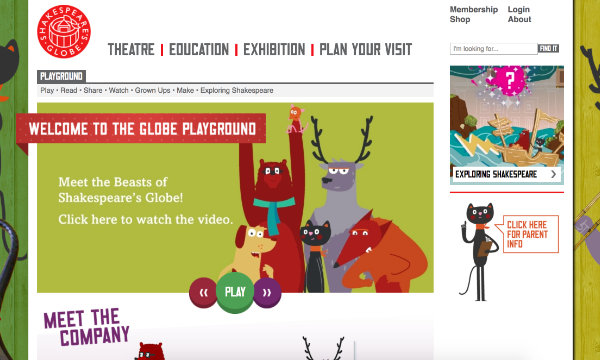 SHAKESPEARE'S
GLOBE
Membership Login
Shop About
THEATRE | EDUCATION | EXHIBITION | PLAN YOUR VISIT
I'm looking for... FIND IT
PLAYGROUND
Play • Read • Share • Watch • Grown Ups • Make • Exploring Shakespeare
WELCOME TO THE GLOBE PLAYGROUND
Meet the Beasts of
Shakespeare's Globe!
Click here to watch the video.
?
EXPLORING SHAKESPEARE >
CLICK HERE
FOR PARENT
INFO
« PLAY »
MEET THE
COMPANY